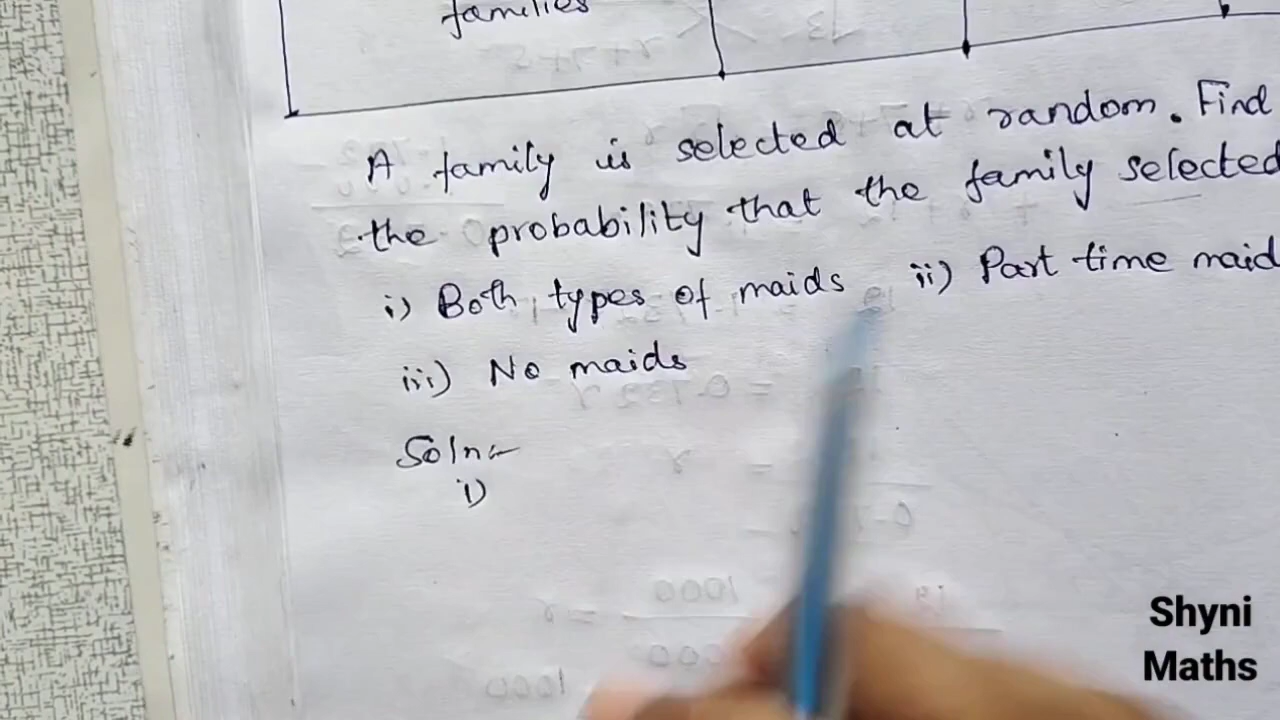 families
A family is selected at random. Find
the probability that the family selected
i) Both types of maids ii) Part time maid
iii) No maids
Soln:-
i)
Shyni
Maths